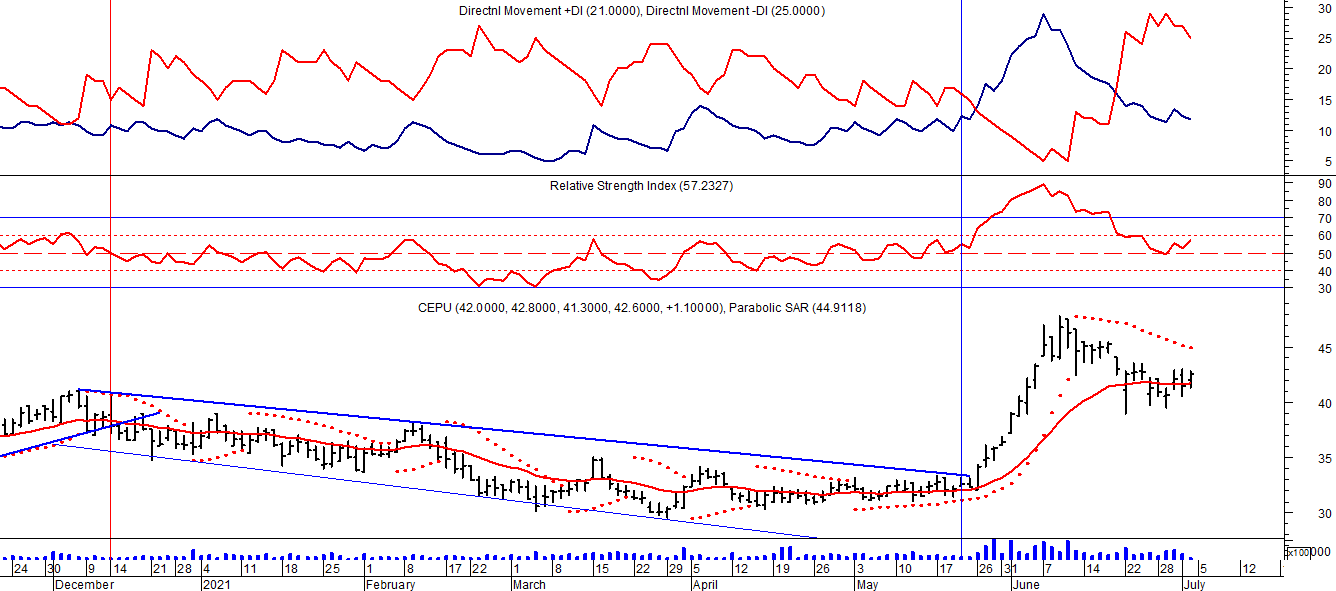 Directnl Movement +DI (21.0000), Directnl Movement -DI (25.0000)
30
25
20
15
10
5
Relative Strength Index (57.2327)
90
80
70
60
50
40
30
CEPU (42.0000, 42.8000, 41.3000, 42.6000, +1.10000), Parabolic SAR (44.9118)
45
40
35
30
x100 000
24 30 9 14 21 28 4 11 18 25 1 8 17 22 1 8 15 22 29 5 12 19 26 3 10 17 26 31 7 14 22 28 5 12
December 2021 February March April May June July